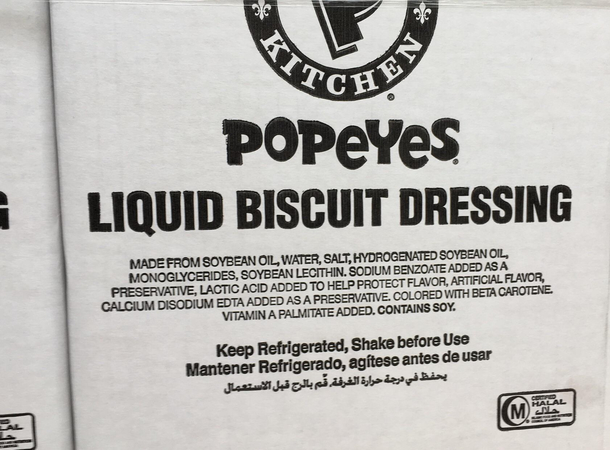 KITCHEN
POPEYES
LIQUID BISCUIT DRESSING
MADE FROM SOYBEAN OIL, WATER, SALT, HYDROGENATED SOYBEAN OIL,
MONOGLYCERIDES, SOYBEAN LECITHIN. SODIUM BENZOATE ADDED AS A
PRESERVATIVE, LACTIC ACID ADDED TO HELP PROTECT FLAVOR, ARTIFICIAL FLAVOR,
CALCIUM DISODIUM EDTA ADDED AS A PRESERVATIVE. COLORED WITH BETA CAROTENE.
VITAMIN A PALMITATE ADDED. CONTAINS SOY.
Keep Refrigerated, Shake before Use
Mantener Refrigerado, agítese antes de usar
يحفظ في درجة حرارة الغرفة، قم بالرج قبل الاستعمال
M
CERTIFIED
HALAL
حلال